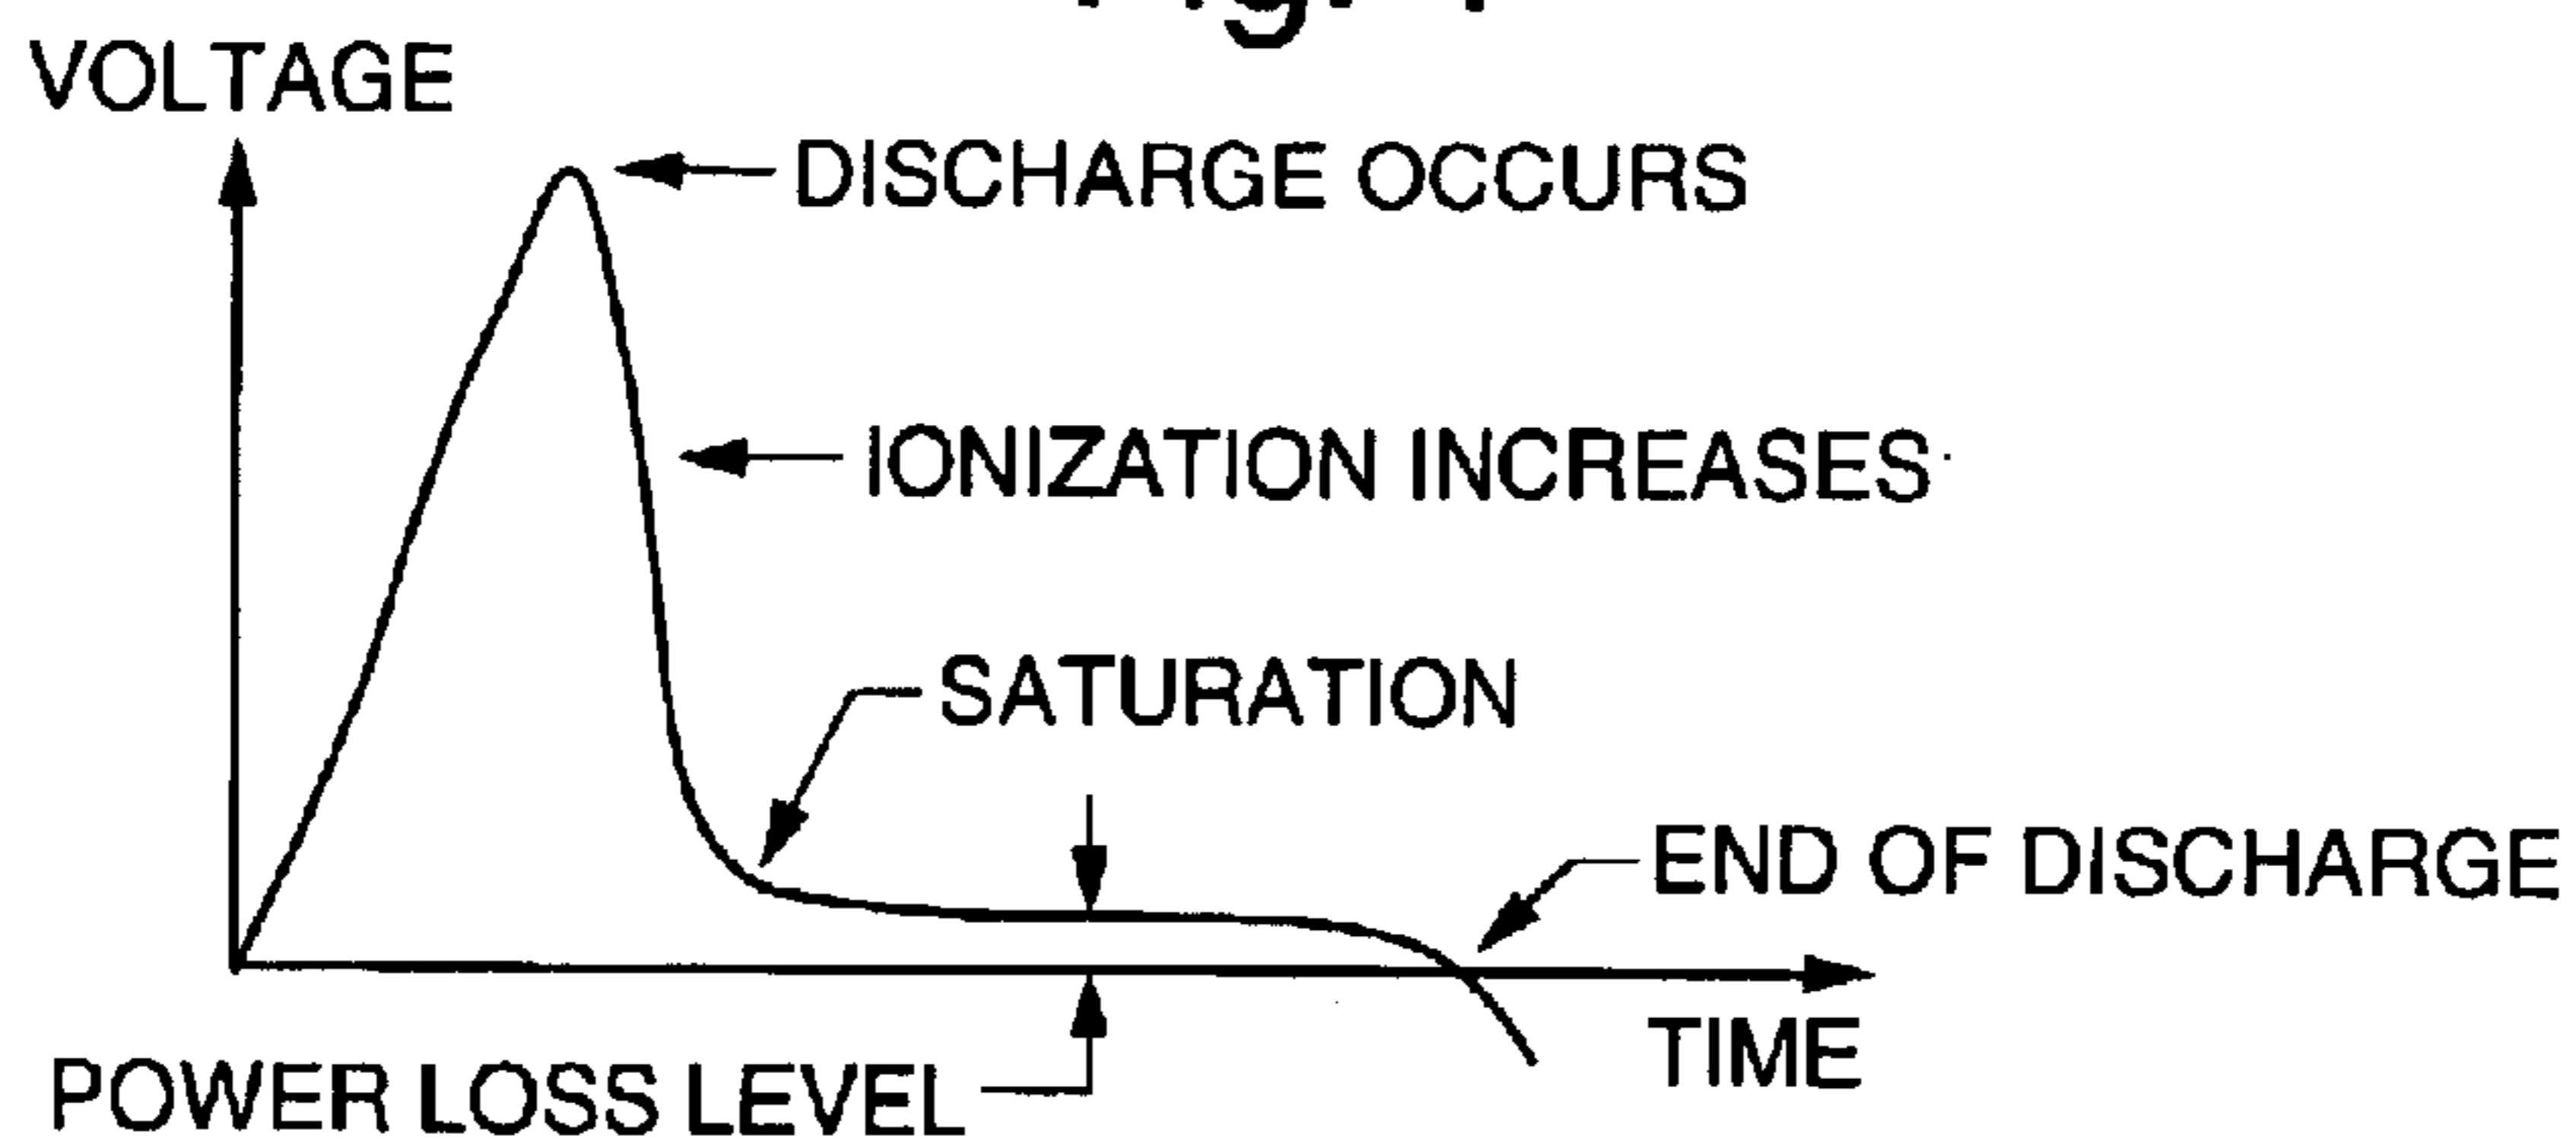 VOLTAGE
DISCHARGE OCCURS
IONIZATION INCREASES
SATURATION
END OF DISCHARGE
TIME
POWER LOSS LEVEL